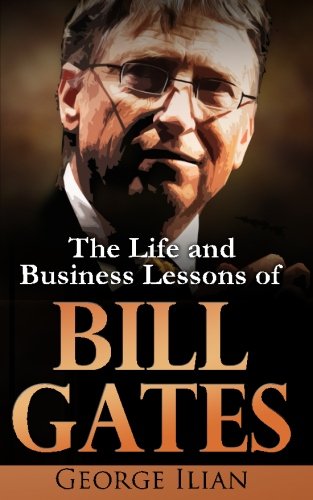 The Life and
Business Lessons of
BILL
GATES
GEORGE ILIAN